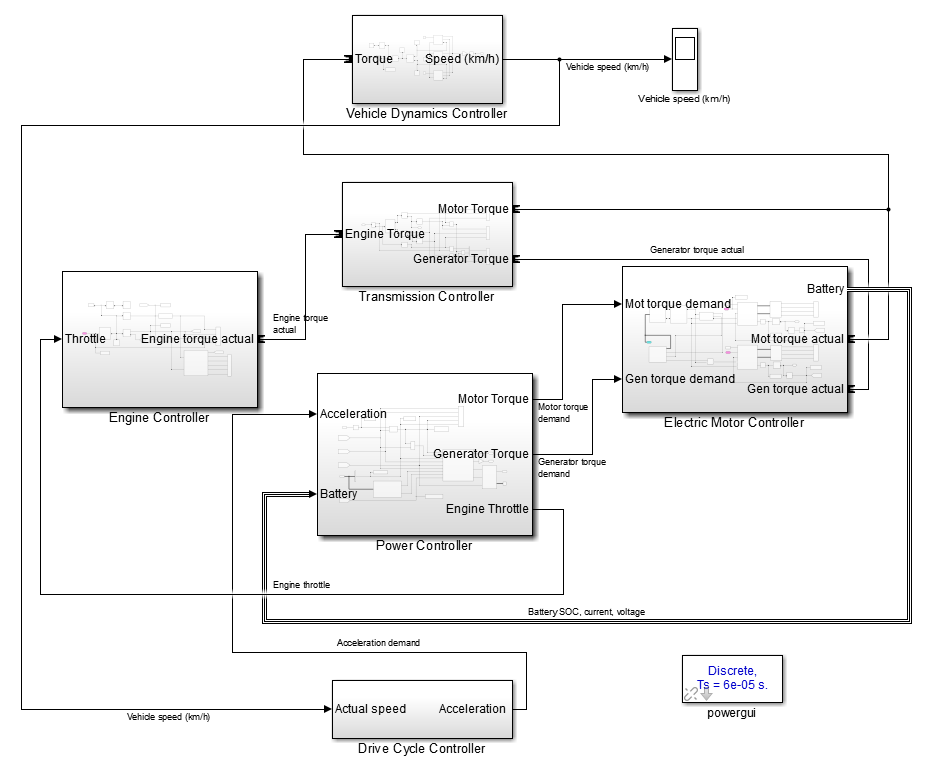 Torque
Speed (km/h)
Vehicle speed (km/h)
Vehicle Dynamics Controller
Vehicle speed (km/h)
Motor Torque
Engine Torque
Generator Torque
Transmission Controller
Generator torque actual
Battery
Mot torque demand
Mot torque actual
Gen torque demand
Gen torque actual
Electric Motor Controller
Engine torque
actual
Throttle
Engine torque actual
Engine Controller
Motor Torque
Acceleration
Generator Torque
Battery
Engine Throttle
Power Controller
Motor torque
demand
Generator torque
demand
Engine throttle
Battery SOC, current, voltage
Acceleration demand
Discrete,
Ts = 6e-05 s.
powergui
Actual speed
Acceleration
Vehicle speed (km/h)
Drive Cycle Controller